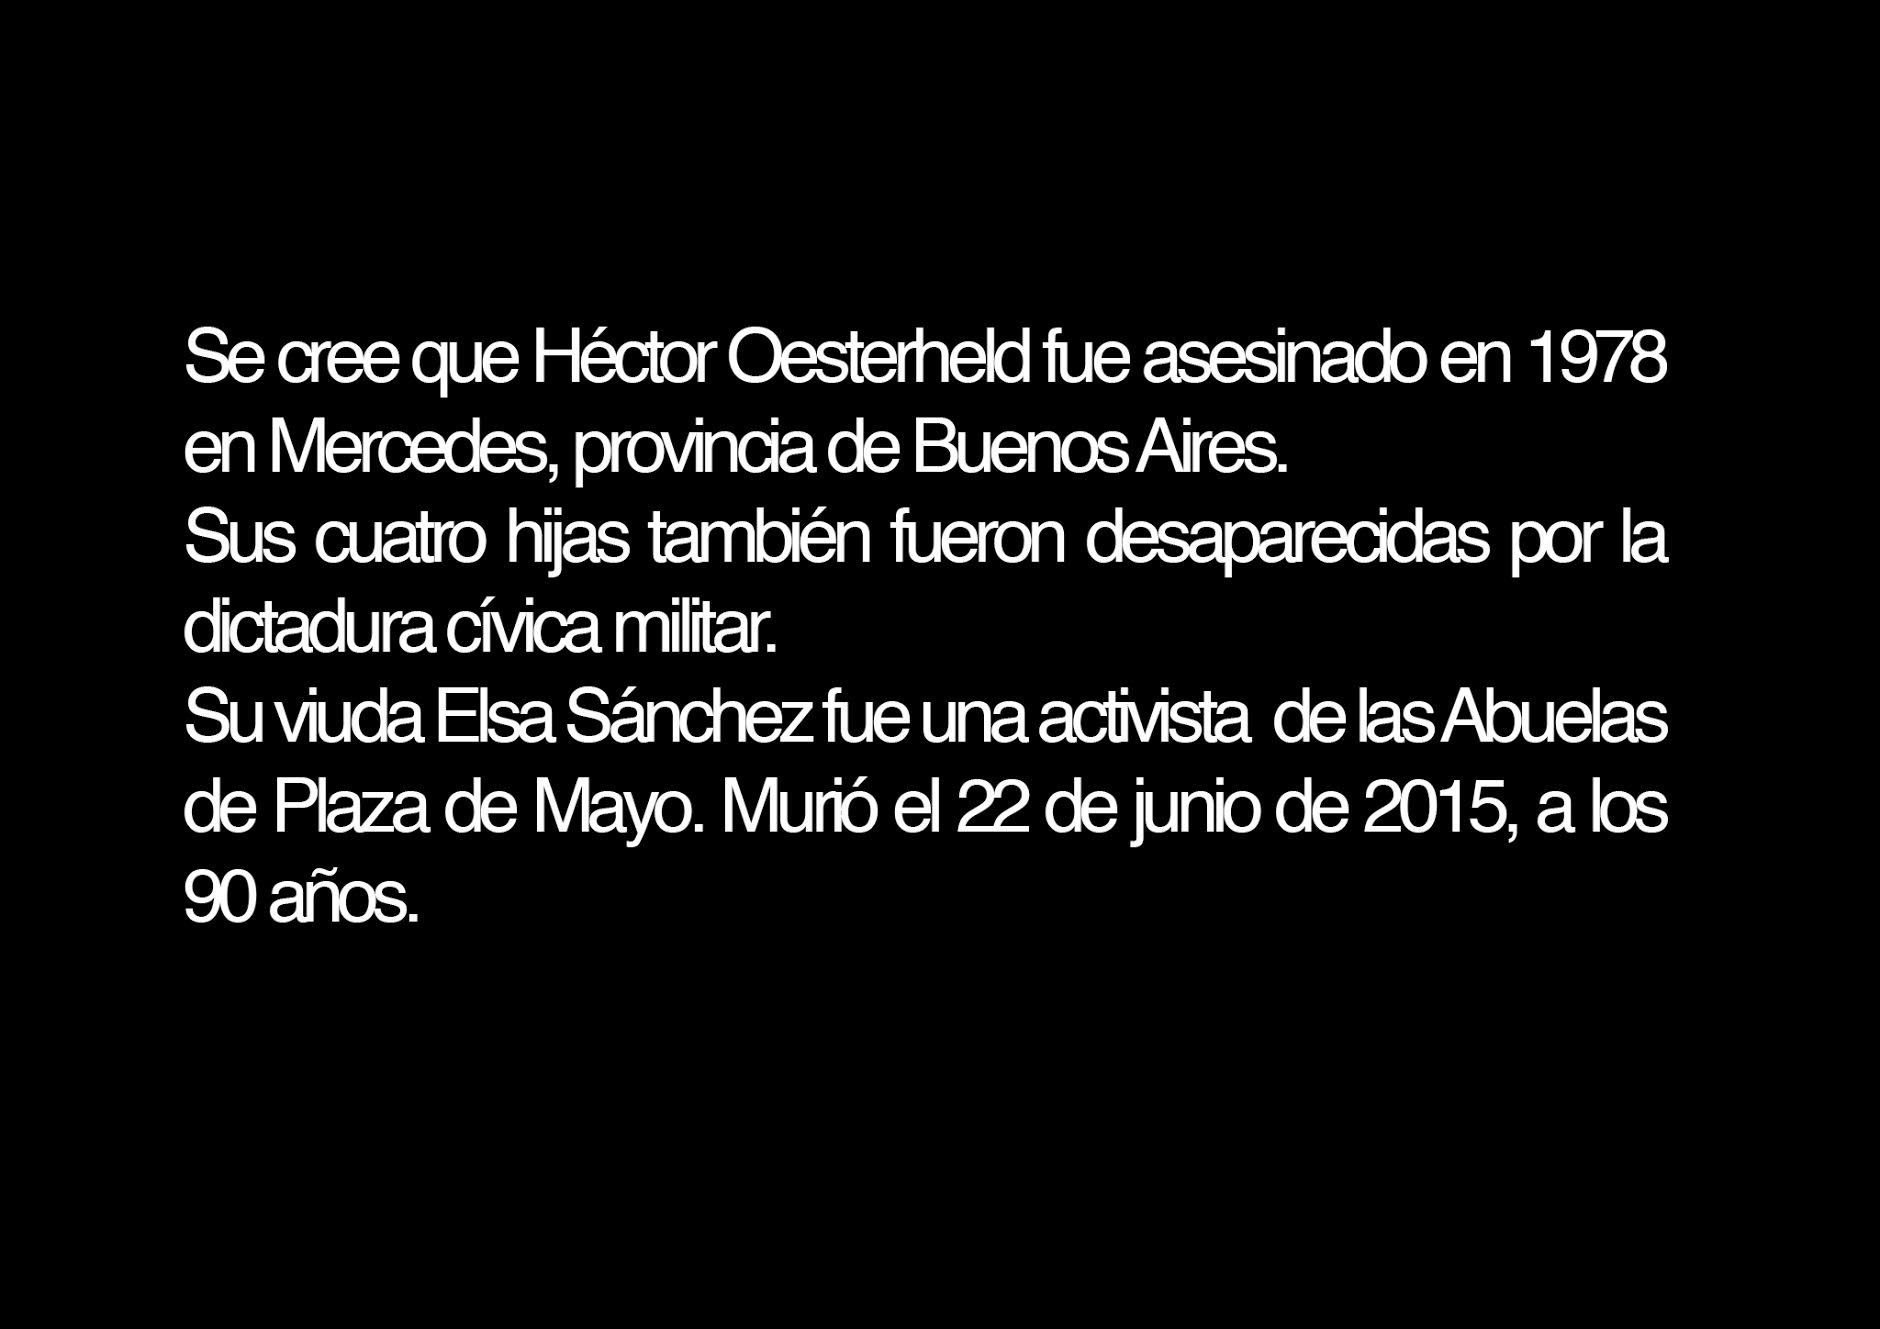 Se cree que Héctor Oesterheld fue asesinado en 1978
en Mercedes, provincia de Buenos Aires.
Sus cuatro hijas también fueron desaparecidas por la
dictadura cívica militar.
Su viuda Elsa Sánchez fue una activista  de las Abuelas
de Plaza de Mayo. Murió el 22 de junio de 2015, a los
90 años.